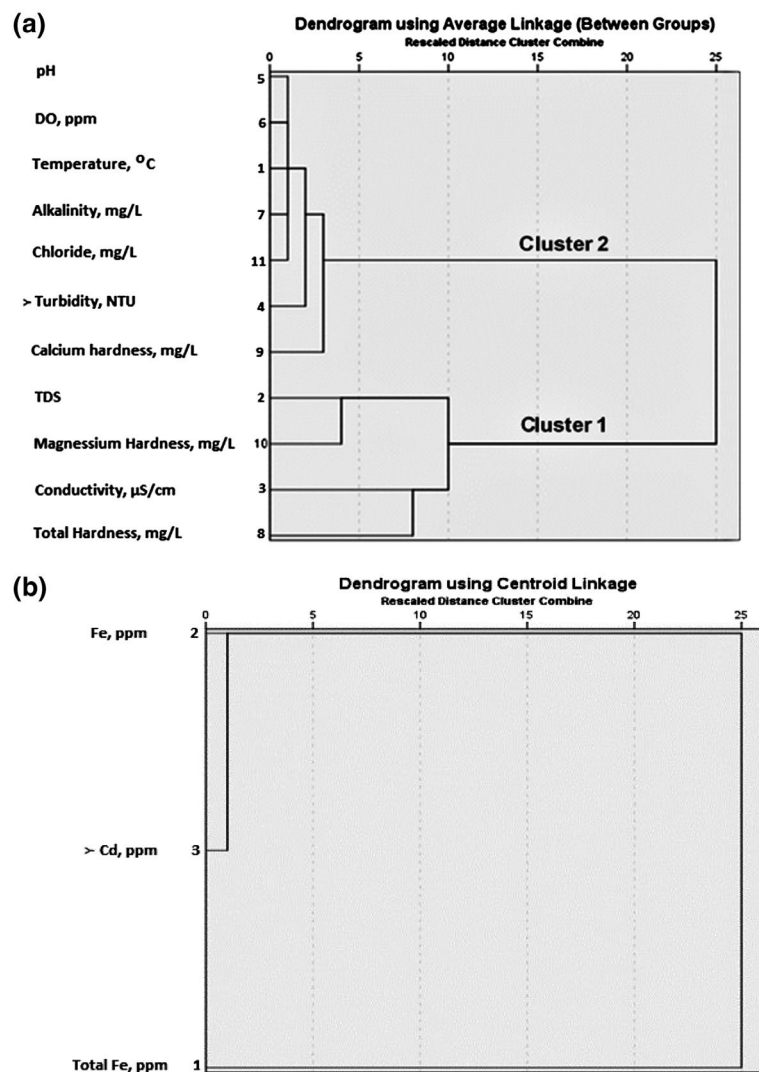 (a)
Dendrogram using Average Linkage (Between Groups)
Rescaled Distance Cluster Combine
0 5 10 15 20 25
pH 5
DO, ppm 6
Temperature, °C 1
Alkalinity, mg/L 7
Chloride, mg/L 11
Cluster 2
Turbidity, NTU 4
Calcium hardness, mg/L 9
TDS 2
Cluster 1
Magnessium Hardness, mg/L 10
Conductivity, µS/cm 3
Total Hardness, mg/L 8
(b)
Dendrogram using Centroid Linkage
Rescaled Distance Cluster Combine
0 5 10 15 20 25
Fe, ppm 2
Cd, ppm 3
Total Fe, ppm 1